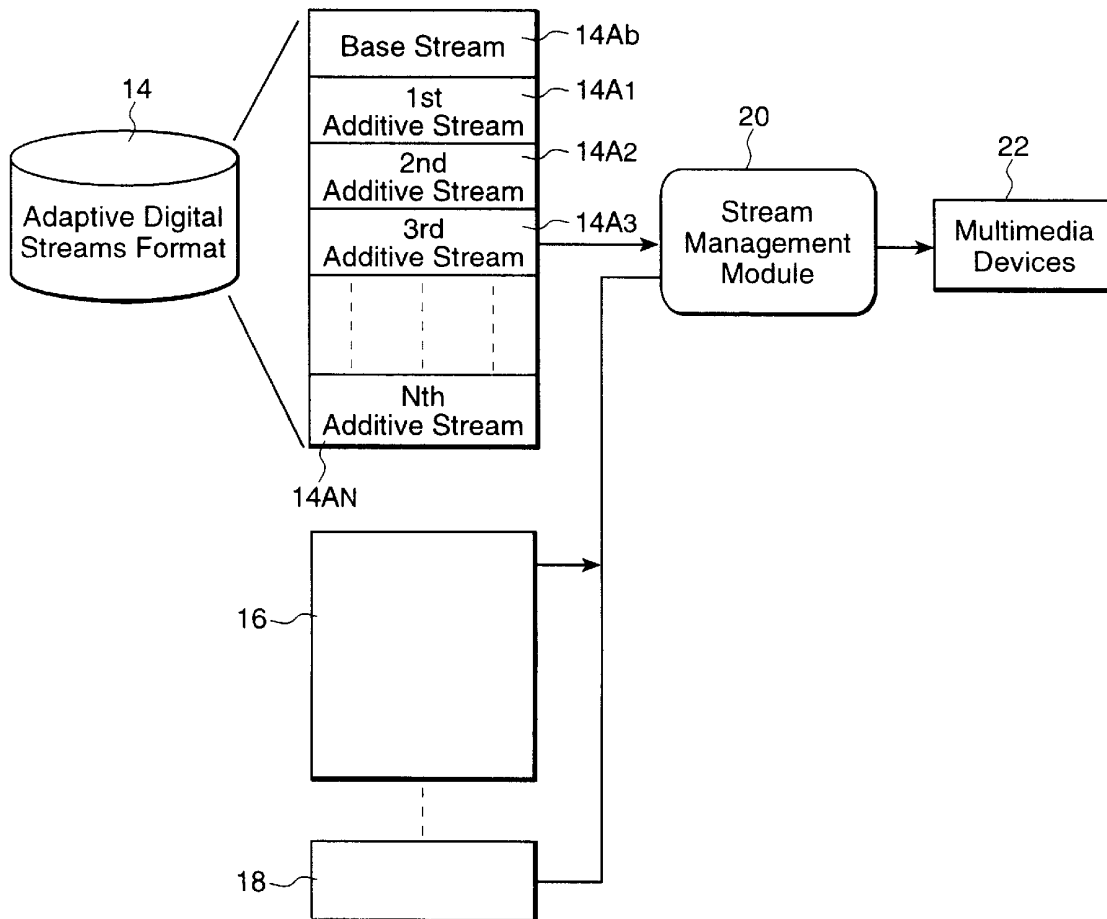 Base Stream
14Ab
14
1st
Additive Stream
14A1
2nd
Additive Stream
14A2
3rd
Additive Stream
14A3
Adaptive Digital
Streams Format
20
Stream
Management
Module
22
Multimedia
Devices
Nth
Additive Stream
14AN
16
18